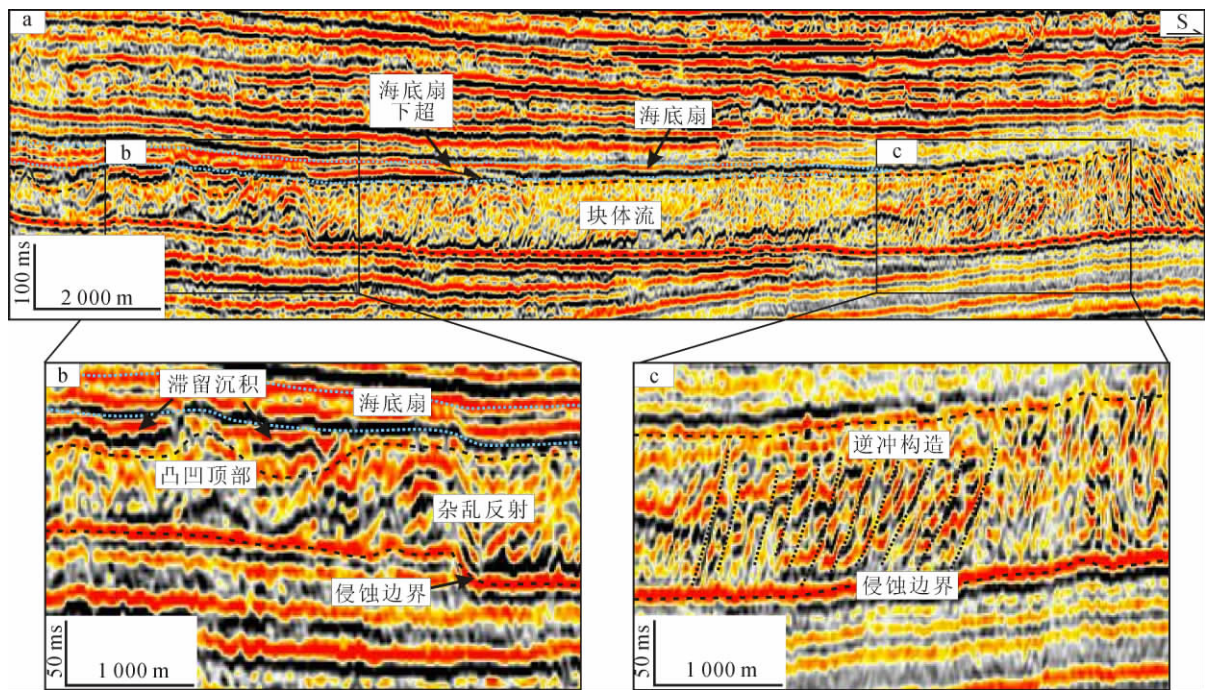 a
S
海底扇
下超
海底扇
b
c
块体流
100 ms
2 000 m
b
滞留沉积
海底扇
凸凹顶部
杂乱反射
侵蚀边界
50 ms
1 000 m
c
逆冲构造
侵蚀边界
50 ms
1 000 m